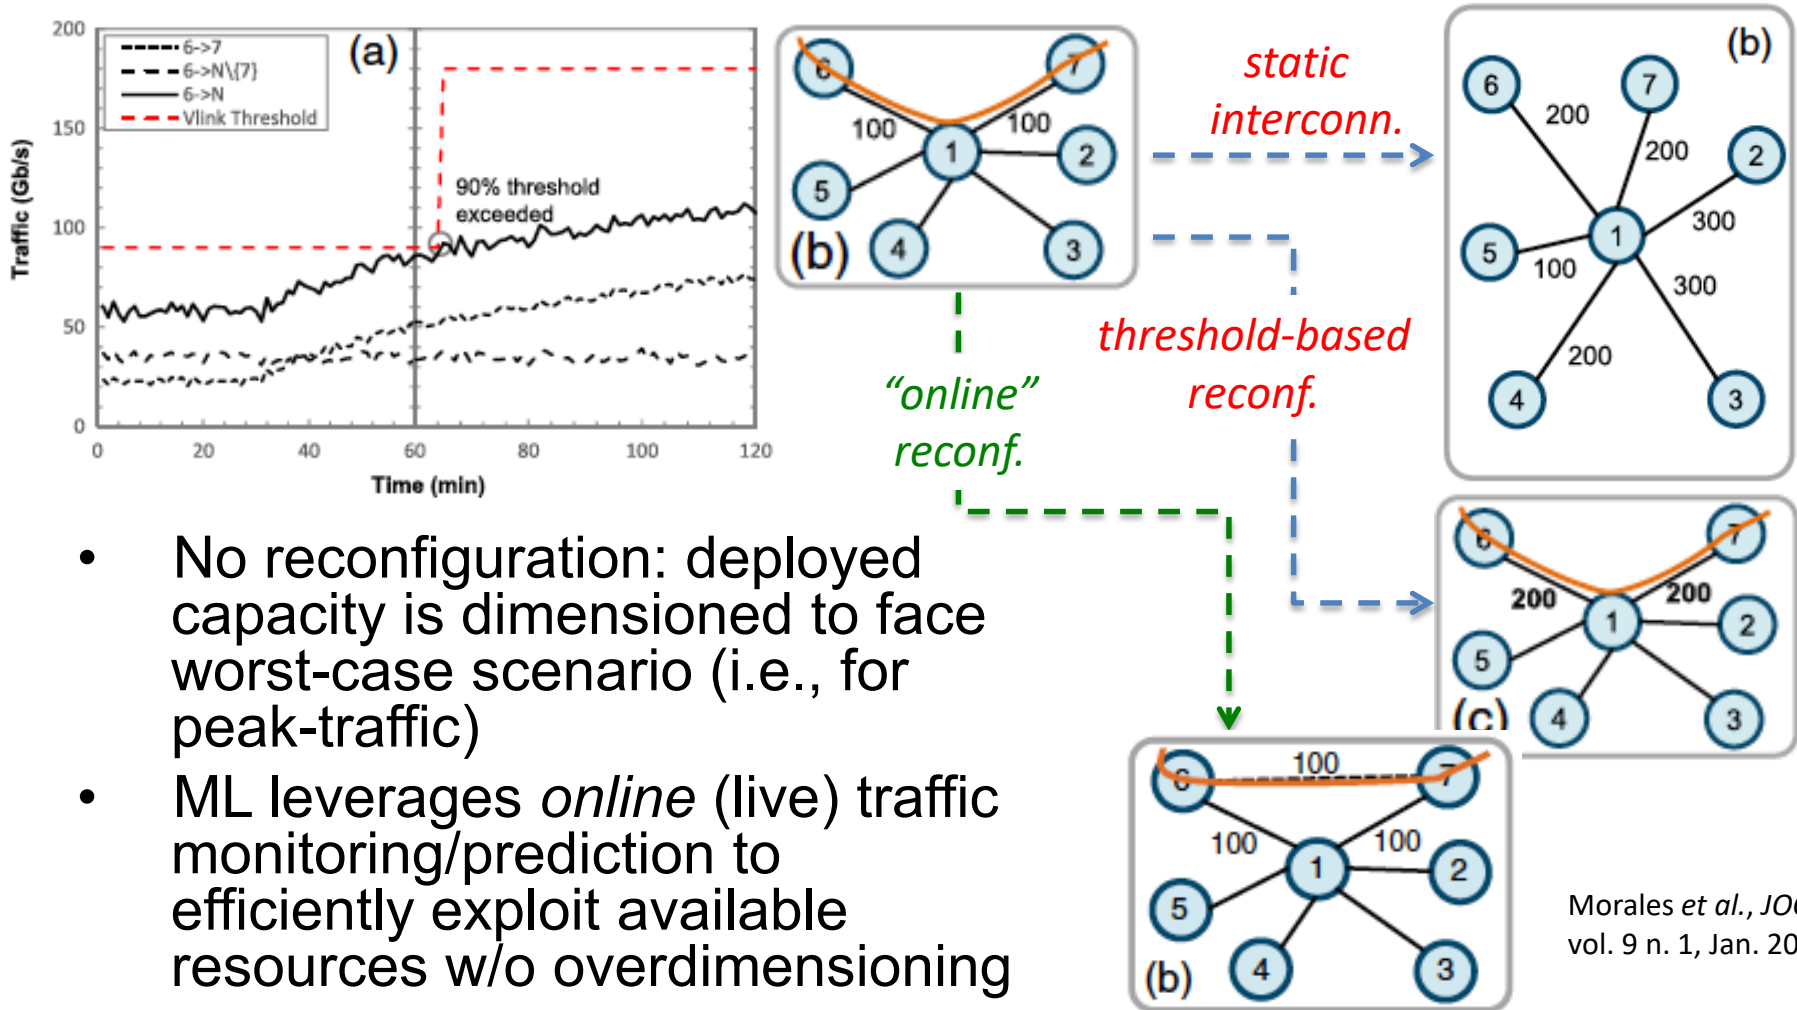 200
150
100
50
0
Traffic (Gb/s)
6->7
6->N\{7}
6->N
Vlink Threshold
(a)
90% threshold
exceeded
0 20 40 60 80 100 120
Time (min)
6 7
100 100
1 2
5
4 3
(b)
static
interconn.
(b)
6 7
200
200 2
300
1
5
100
300
200
4 3
threshold-based
reconf.
"online"
reconf.
6 7
200 200
1 2
5
(c) 4 3
6 100 7
100 100
1 2
5
4 3
(b)
• No reconfiguration: deployed
capacity is dimensioned to face
worst-case scenario (i.e., for
peak-traffic)
• ML leverages online (live) traffic
monitoring/prediction to
efficiently exploit available
resources w/o overdimensioning
Morales et al.,
vol. 9 n. 1, Jan.